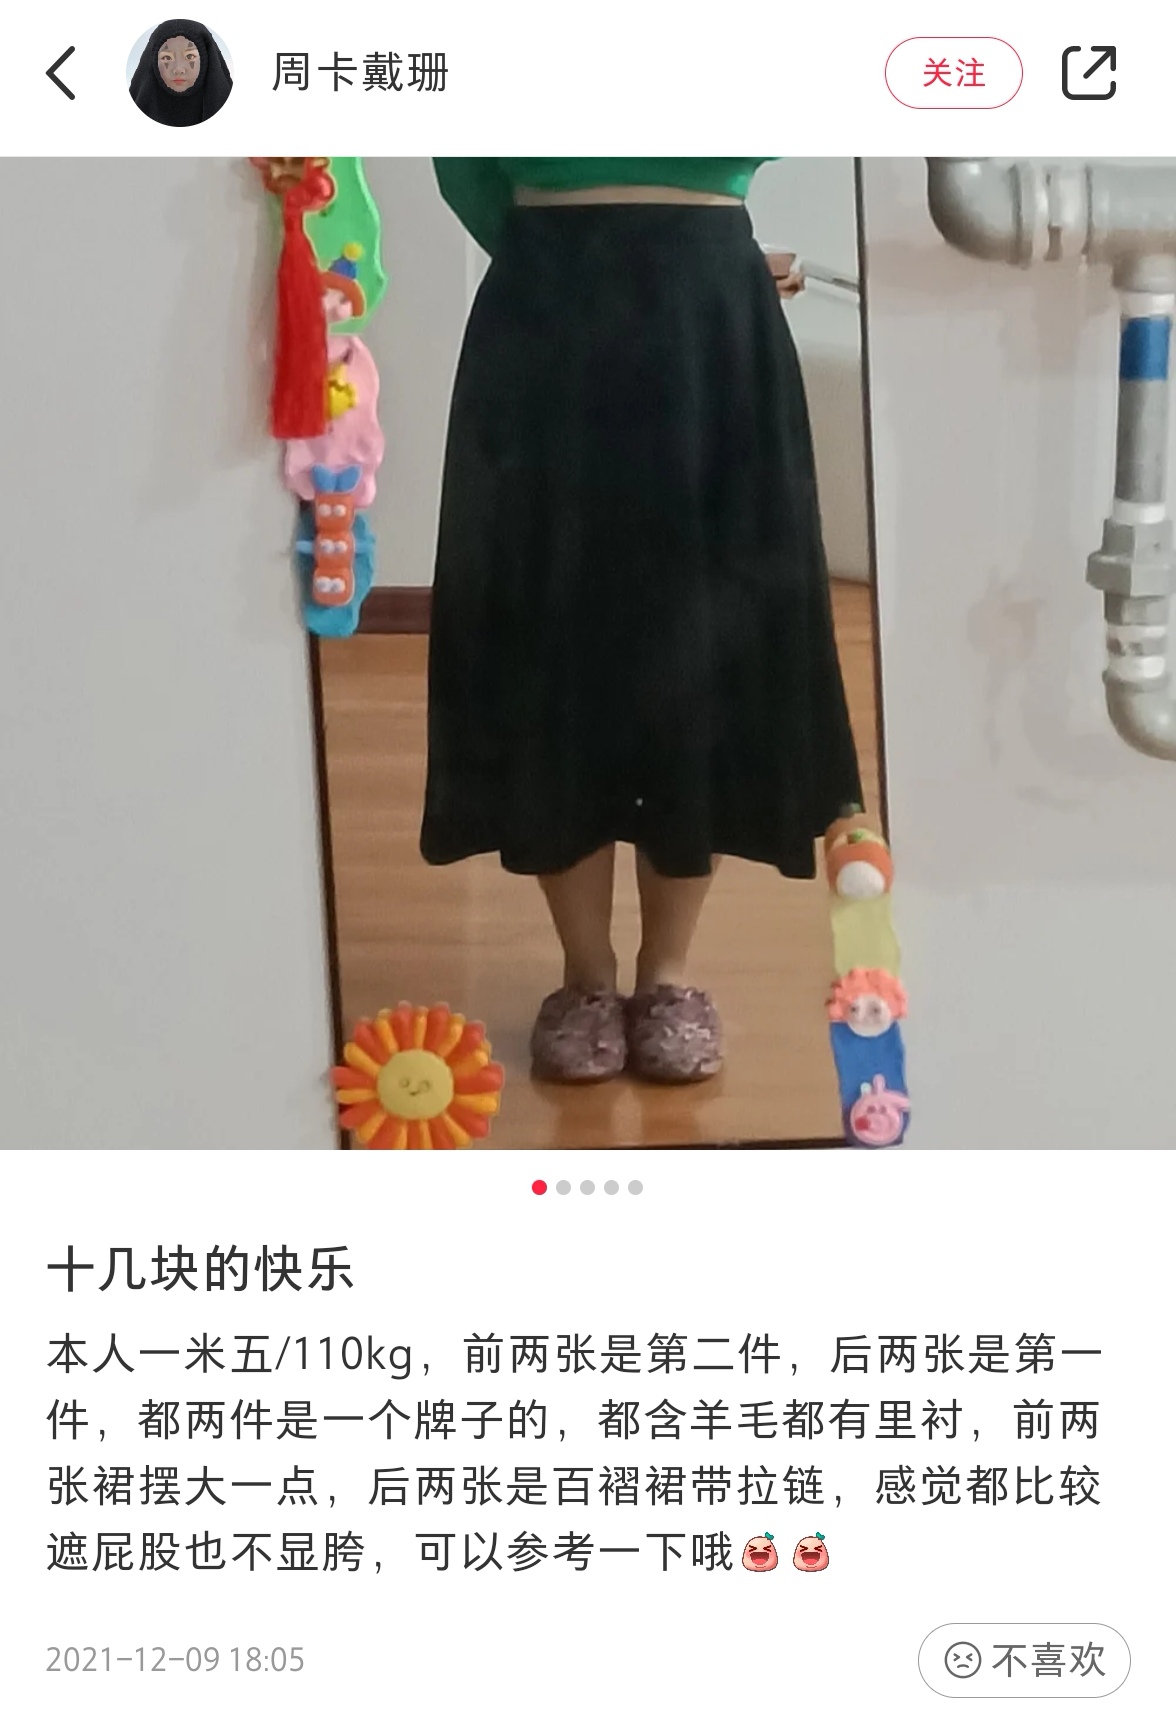 周卡戴珊
关注
十几块的快乐
本人一米五/110kg，前两张是第二件，后两张是第一
件，都两件是一个牌子的，都含羊毛都有里衬，前两
张裙摆大一点，后两张是百褶裙带拉链，感觉都比较
遮屁股也不显胯，可以参考一下哦
2021-12-09 18:05
不喜欢